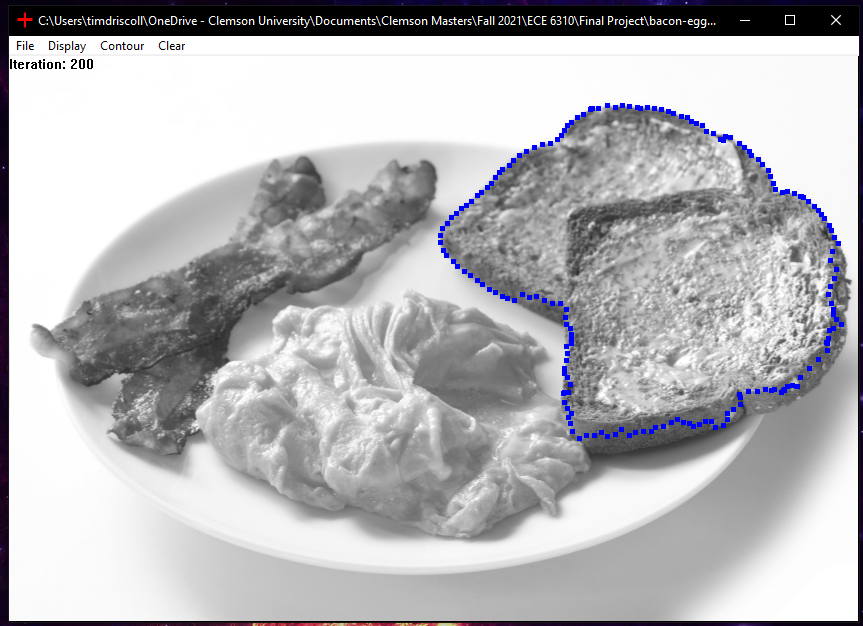 C:\Users\timdriscoll\OneDrive - Clemson University\Documents\Clemson Masters\Fall 2021\ECE 6310\Final Project\bacon-egg...
File Display Contour Clear
Iteration: 200